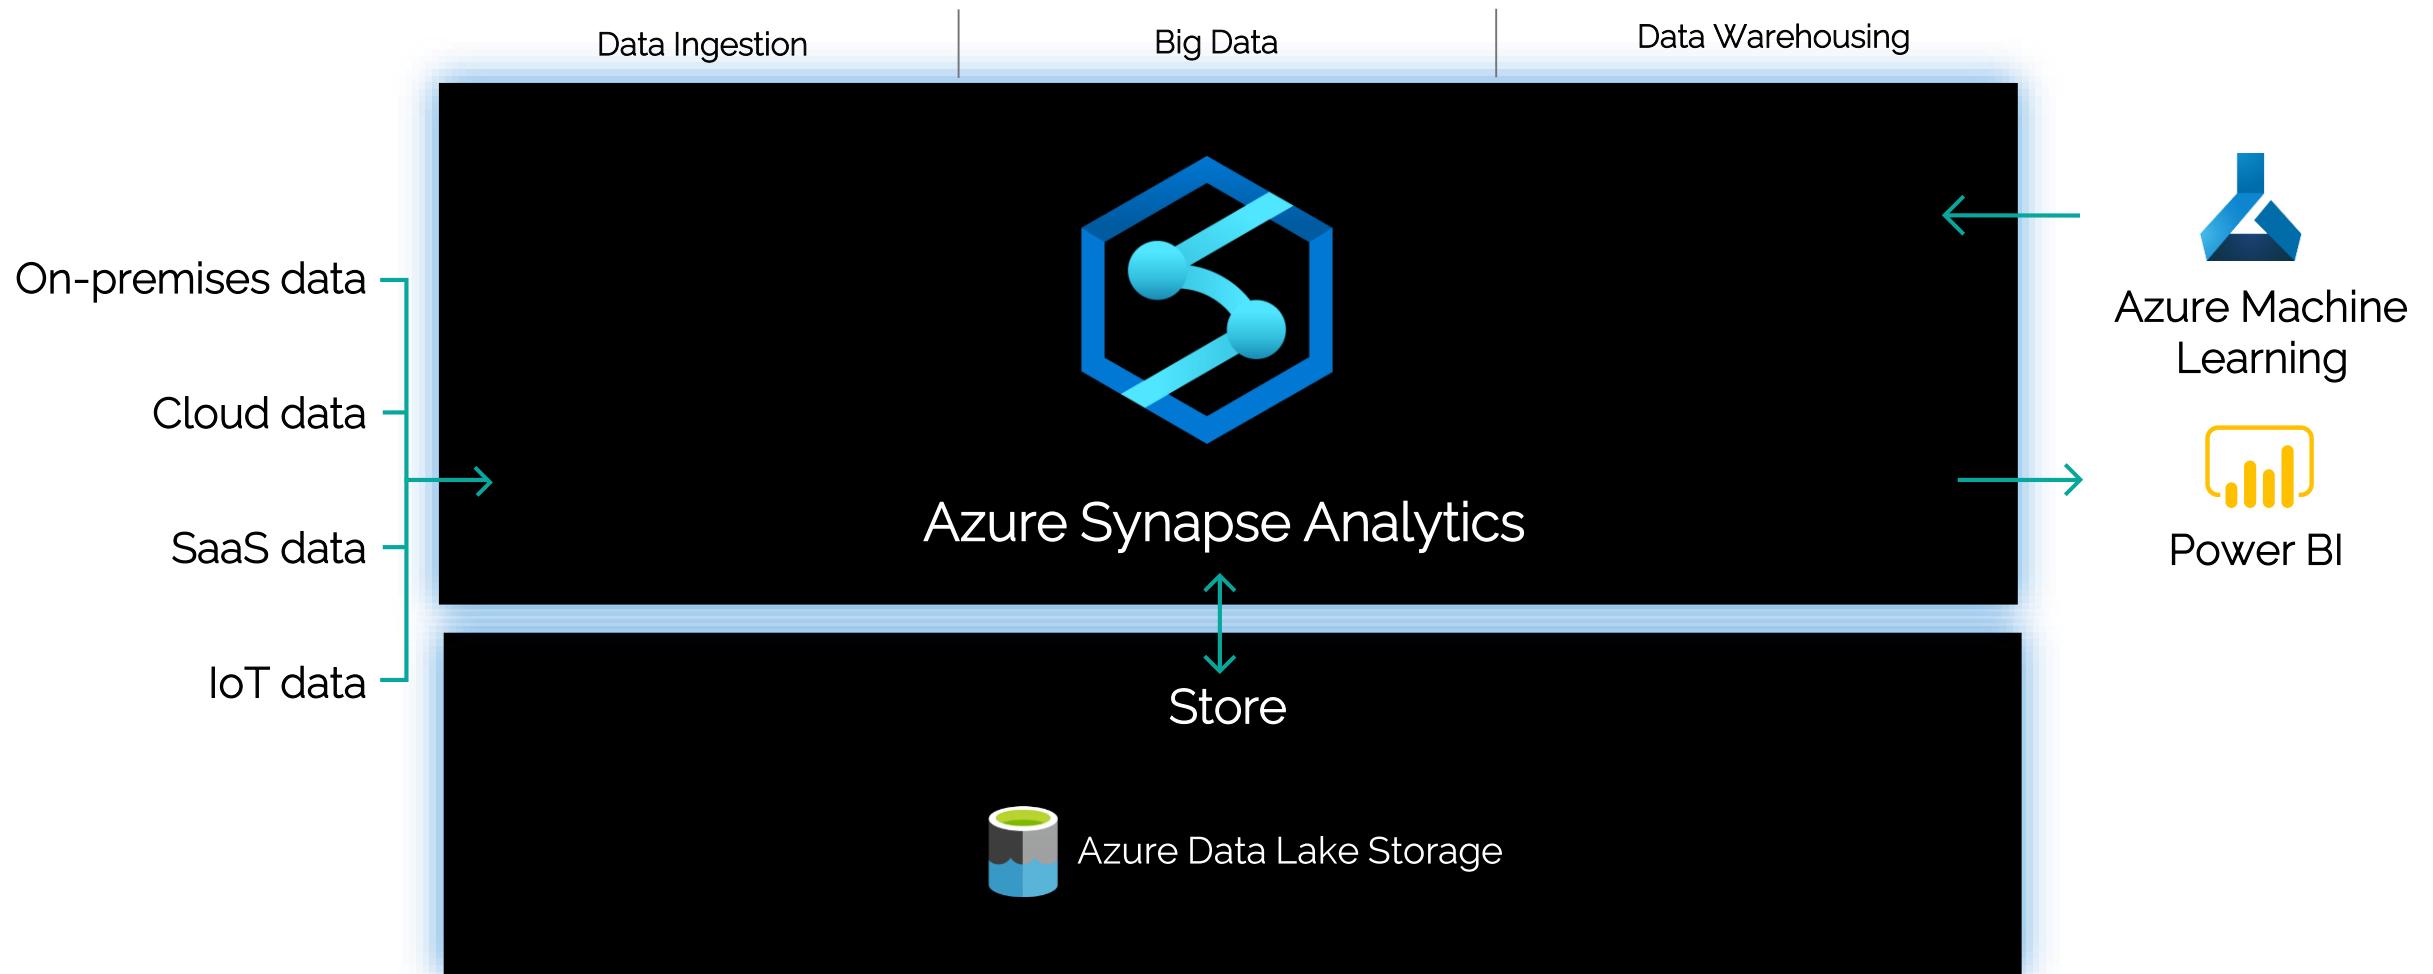 Data Ingestion
Big Data
Data Warehousing
On-premises data
Cloud data
SaaS data
IoT data
Azure Synapse Analytics
Azure Machine
Learning
Power BI
Store
Azure Data Lake Storage